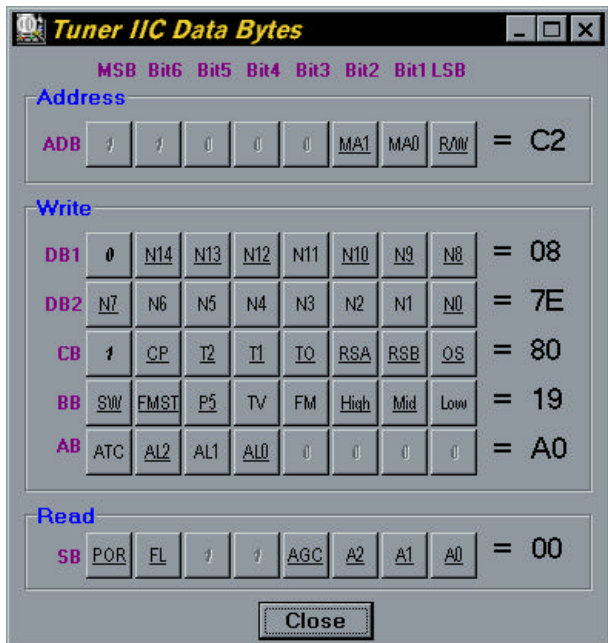 Tuner IIC Data Bytes
MSB Bit6 Bit5 Bit4 Bit3 Bit2 Bit1 LSB
Address
ADB 1 1 0 0 0 MA1 MA0 R/W = C2
Write
DB1 0 N14 N13 N12 N11 N10 N9 N8 = 08
DB2 N7 N6 N5 N4 N3 N2 N1 N0 = 7E
CB 1 CP T2 T1 TO RSA RSB OS = 80
BB SW FMST P5 TV FM High Mid Low = 19
AB ATC AL2 AL1 AL0 0 0 0 0 = A0
Read
SB POR FL 1 1 AGC A2 A1 A0 = 00
Close